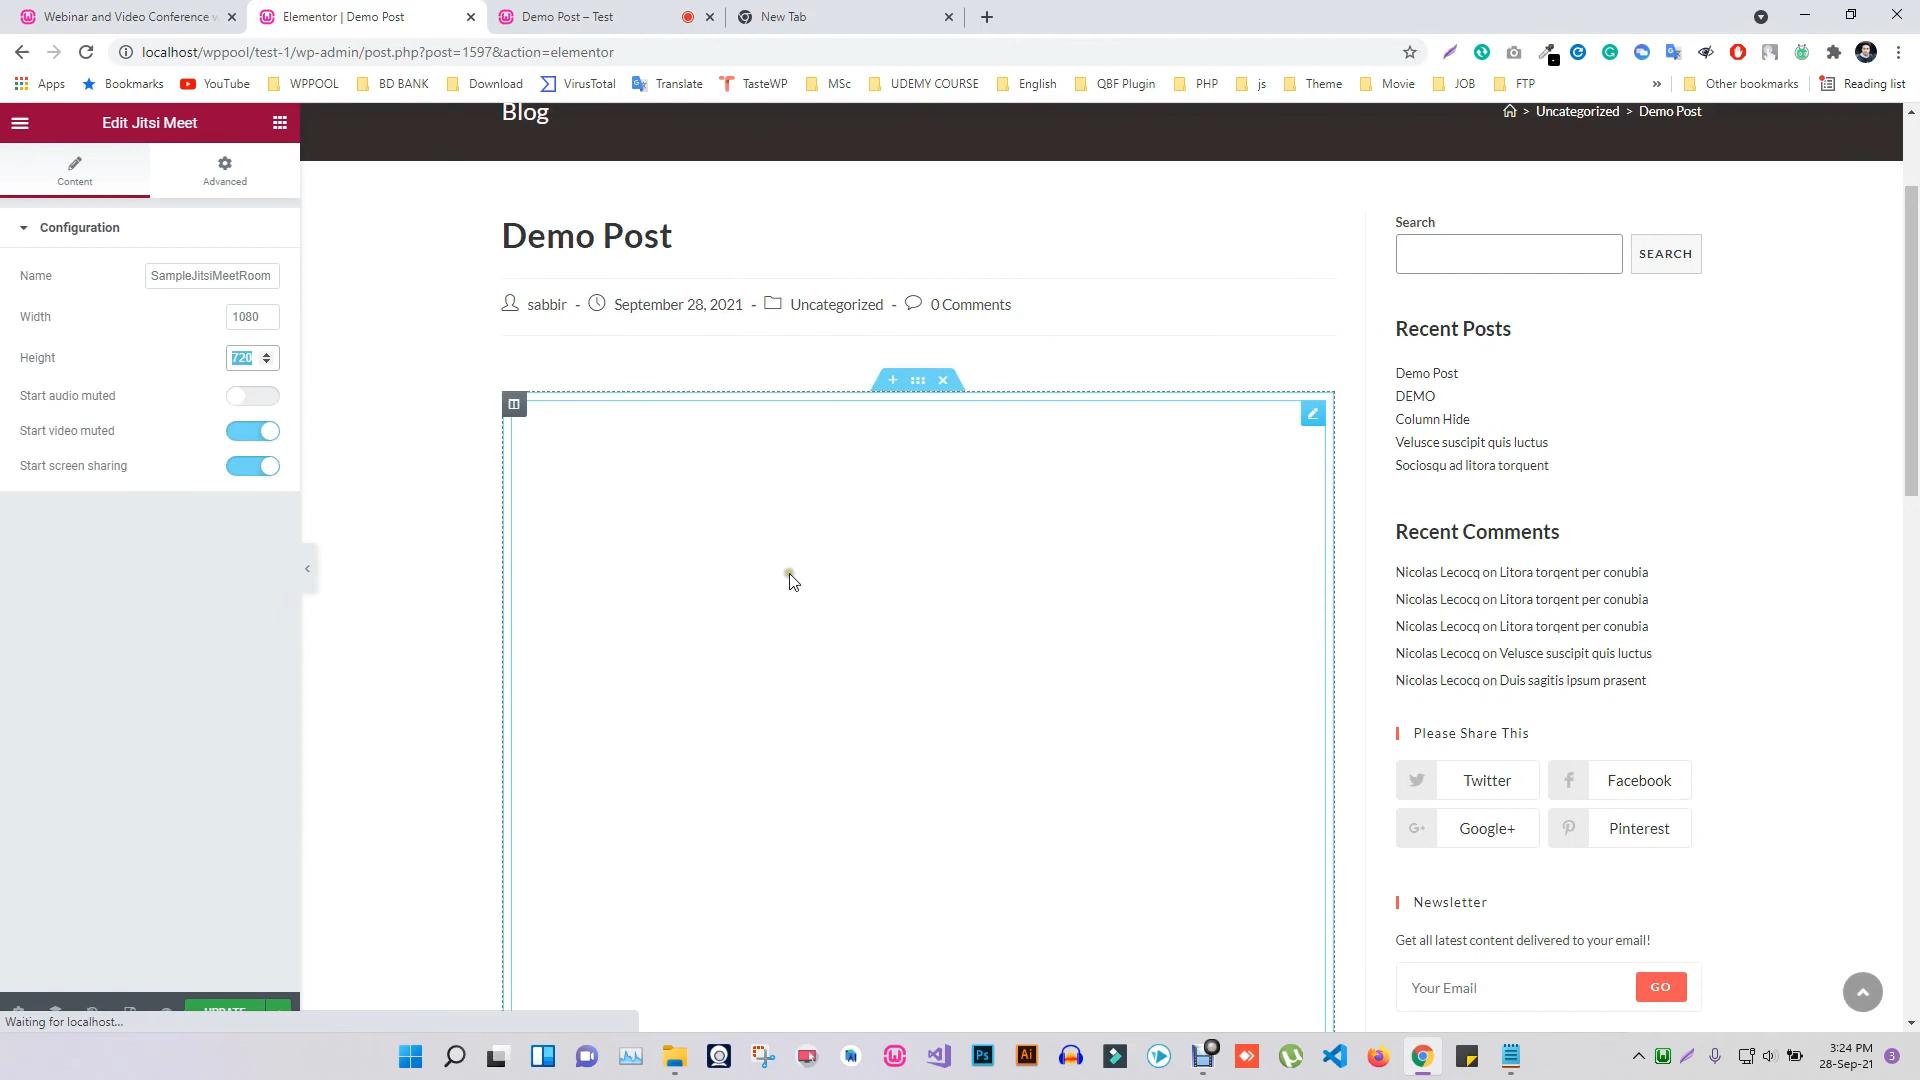 Webinar and Video Conference w
Elementor | Demo Post
Demo Post – Test
New Tab
localhost/wppool/test-1/wp-admin/post.php?post=1597&action=elementor
Apps
Bookmarks
YouTube
WPPOOL
BD BANK
Download
VirusTotal
Translate
TasteWP
MSc
UDEMY COURSE
English
QBF Plugin
PHP
js
Theme
Movie
JOB
FTP
»
Other bookmarks
Reading list
Edit Jitsi Meet
Content
Advanced
Configuration
Name
SampleJitsiMeetRoom
Width
1080
Height
720
Start audio muted
Start video muted
Start screen sharing
UPDATE
Waiting for localhost...
Blog
> Uncategorized > Demo Post
Demo Post
sabbir - September 28, 2021 - Uncategorized - 0 Comments
Search
SEARCH
Recent Posts
Demo Post
DEMO
Column Hide
Velusce suscipit quis luctus
Sociosqu ad litora torquent
Recent Comments
Nicolas Lecocq on Litora torqent per conubia
Nicolas Lecocq on Litora torqent per conubia
Nicolas Lecocq on Litora torqent per conubia
Nicolas Lecocq on Velusce suscipit quis luctus
Nicolas Lecocq on Duis sagitis ipsum prasent
Please Share This
Twitter
Facebook
G+ Google+
Pinterest
Newsletter
Get all latest content delivered to your email!
Your Email
GO
Ps
Ai
3:24 PM
28-Sep-21
3